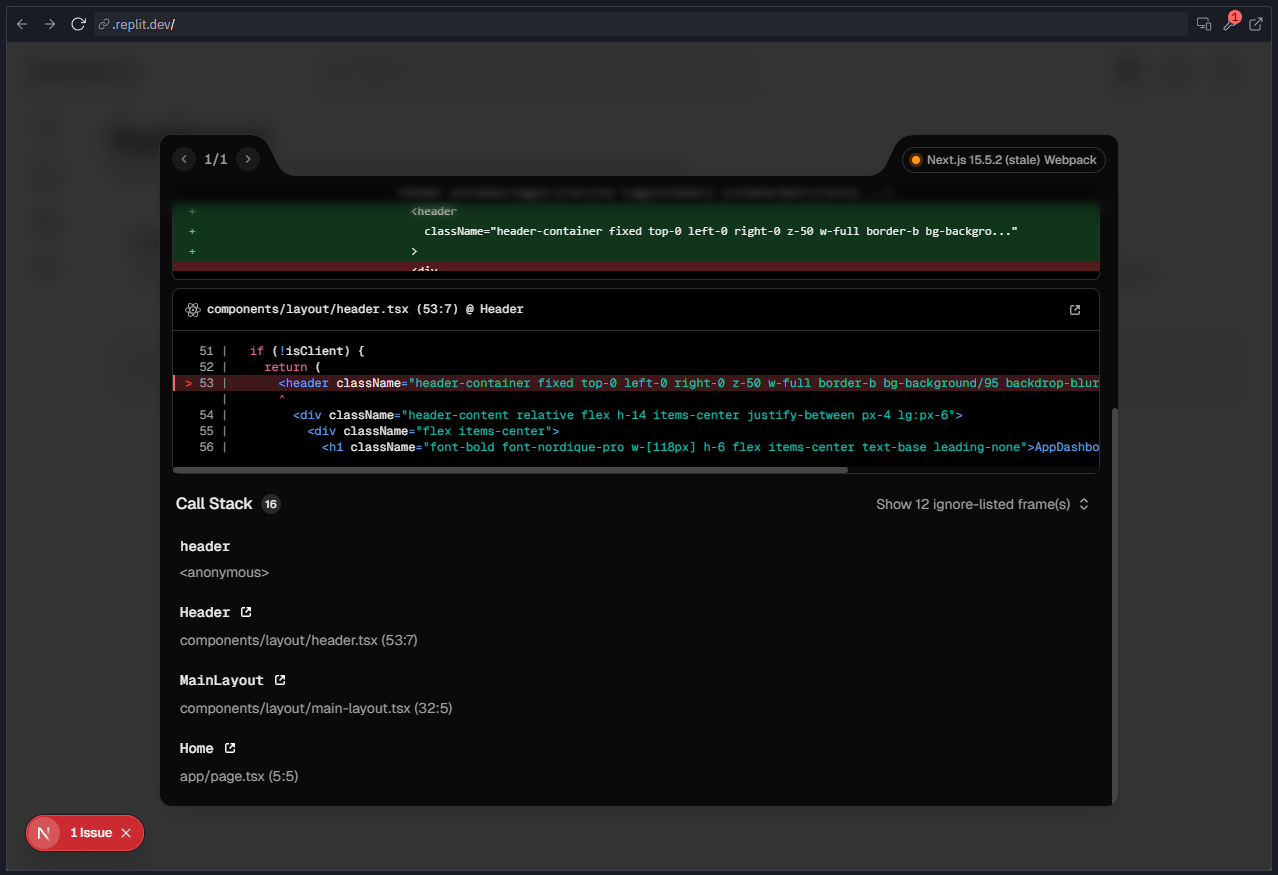 .replit.dev/
1
1/1
Next.js 15.5.2 (stale) Webpack
+ <header
+ className="header-container fixed top-0 left-0 right-0 z-50 w-full border-b bg-backgro..."
+ >
<div
components/layout/header.tsx (53:7) @ Header
51 | if (!isClient) {
52 | return (
> 53 | <header className="header-container fixed top-0 left-0 right-0 z-50 w-full border-b bg-background/95 backdrop-blur
| ^
54 | <div className="header-content relative flex h-14 items-center justify-between px-4 lg:px-6">
55 | <div className="flex items-center">
56 | <h1 className="font-bold font-nordique-pro w-[118px] h-6 flex items-center text-base leading-none">AppDashbo
Call Stack 16
Show 12 ignore-listed frame(s)
header
<anonymous>
Header
components/layout/header.tsx (53:7)
MainLayout
components/layout/main-layout.tsx (32:5)
Home
app/page.tsx (5:5)
N 1 Issue